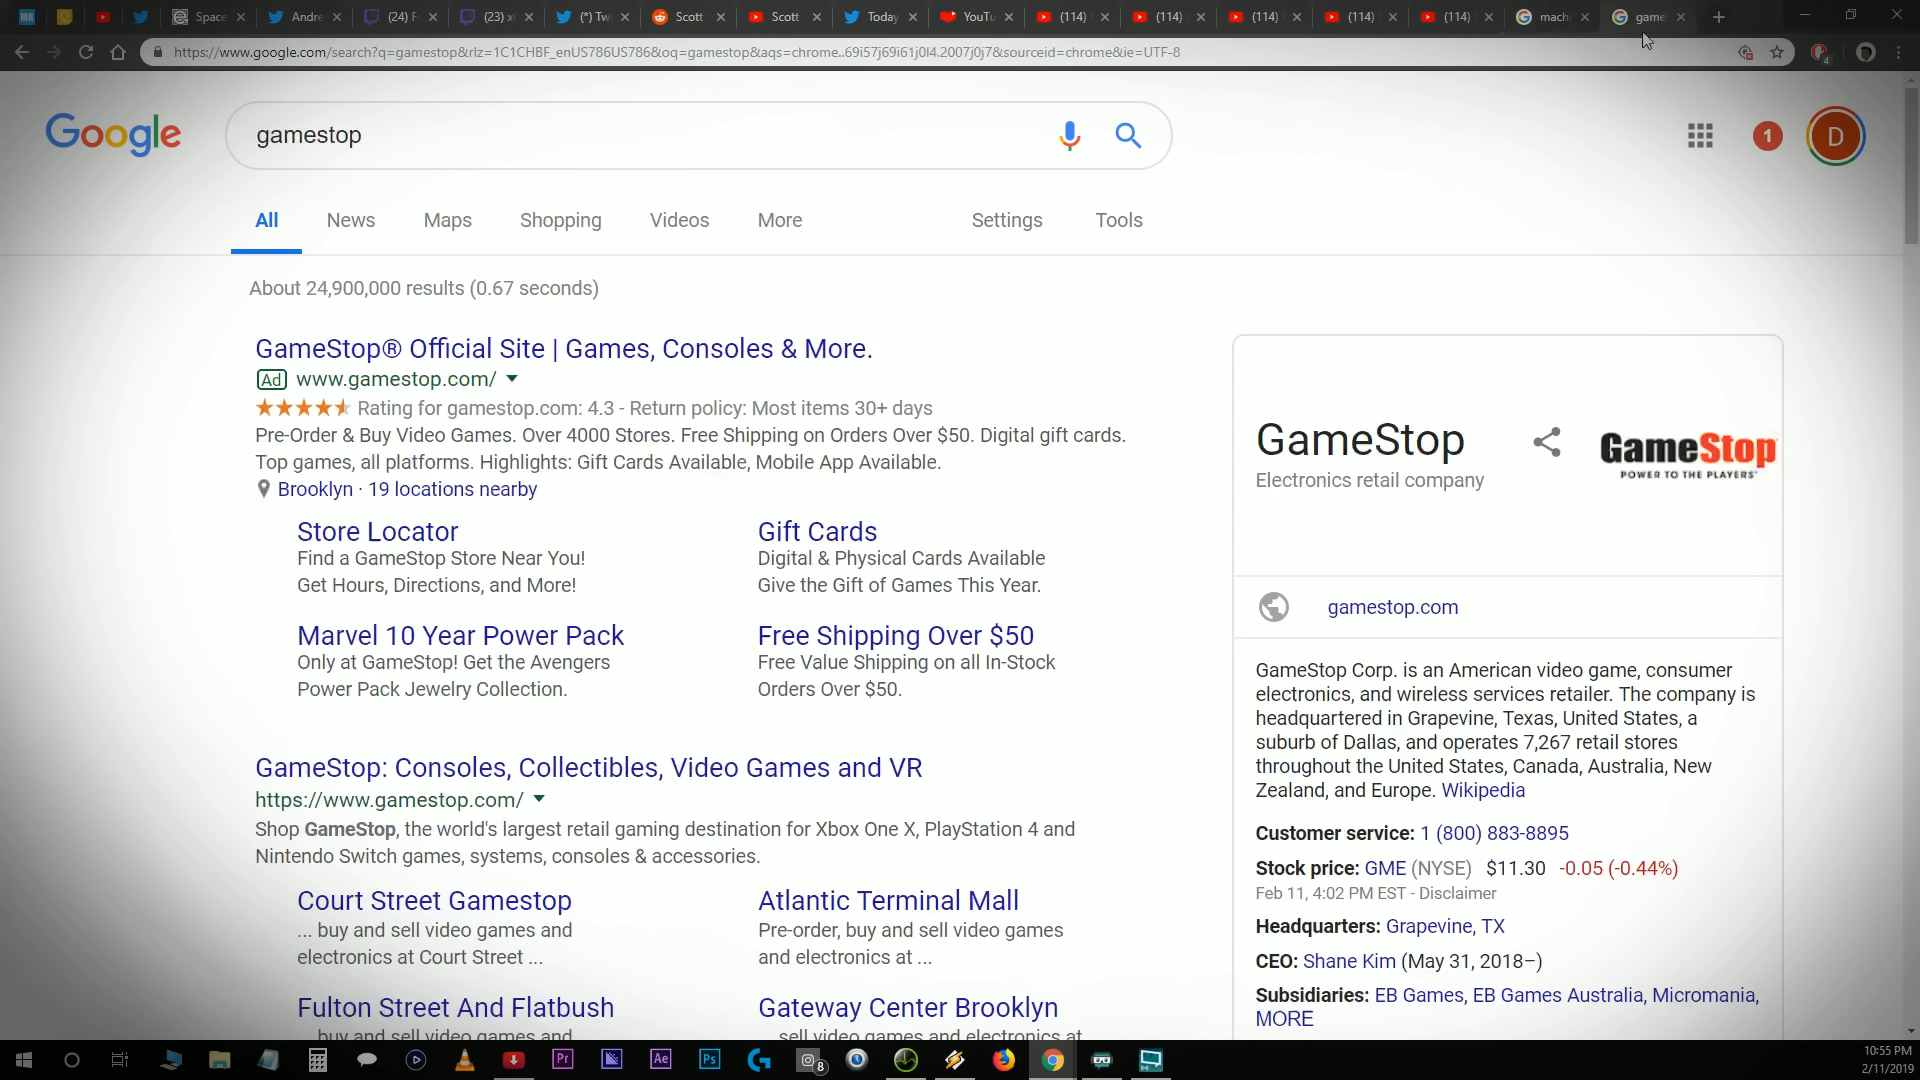 MR
Space
Andre
(24) F
(23) x
(*) Tw
Scott
Scott
Today
YouTu
(114)
(114)
(114)
(114)
(114)
mach
game
https://www.google.com/search?q=gamestop&rlz=1C1CHBF_enUS786US786&oq=gamestop&aqs=chrome..69i57j69i61j0l4.2007j0j7&sourceid=chrome&ie=UTF-8
4
Google
gamestop
1
D
All
News
Maps
Shopping
Videos
More
Settings
Tools
About 24,900,000 results (0.67 seconds)
GameStop® Official Site | Games, Consoles & More.
Ad www.gamestop.com/
Rating for gamestop.com: 4.3 - Return policy: Most items 30+ days
Pre-Order & Buy Video Games. Over 4000 Stores. Free Shipping on Orders Over $50. Digital gift cards.
Top games, all platforms. Highlights: Gift Cards Available, Mobile App Available.
Brooklyn · 19 locations nearby
Store Locator
Find a GameStop Store Near You!
Get Hours, Directions, and More!
Gift Cards
Digital & Physical Cards Available
Give the Gift of Games This Year.
Marvel 10 Year Power Pack
Only at GameStop! Get the Avengers
Power Pack Jewelry Collection.
Free Shipping Over $50
Free Value Shipping on all In-Stock
Orders Over $50.
GameStop: Consoles, Collectibles, Video Games and VR
https://www.gamestop.com/
Shop GameStop, the world's largest retail gaming destination for Xbox One X, PlayStation 4 and
Nintendo Switch games, systems, consoles & accessories.
Court Street Gamestop
... buy and sell video games and
electronics at Court Street ...
Atlantic Terminal Mall
Pre-order, buy and sell video games
and electronics at ...
Fulton Street And Flatbush
... buy and sell video games and
Gateway Center Brooklyn
... sell video games and electronics at
GameStop
Electronics retail company
GameStop
POWER TO THE PLAYERS
gamestop.com
GameStop Corp. is an American video game, consumer
electronics, and wireless services retailer. The company is
headquartered in Grapevine, Texas, United States, a
suburb of Dallas, and operates 7,267 retail stores
throughout the United States, Canada, Australia, New
Zealand, and Europe. Wikipedia
Customer service: 1 (800) 883-8895
Stock price: GME (NYSE) $11.30 -0.05 (-0.44%)
Feb 11, 4:02 PM EST - Disclaimer
Headquarters: Grapevine, TX
CEO: Shane Kim (May 31, 2018–)
Subsidiaries: EB Games, EB Games Australia, Micromania,
MORE
Pr
Ae
Ps
8
10:55 PM
2/11/2019